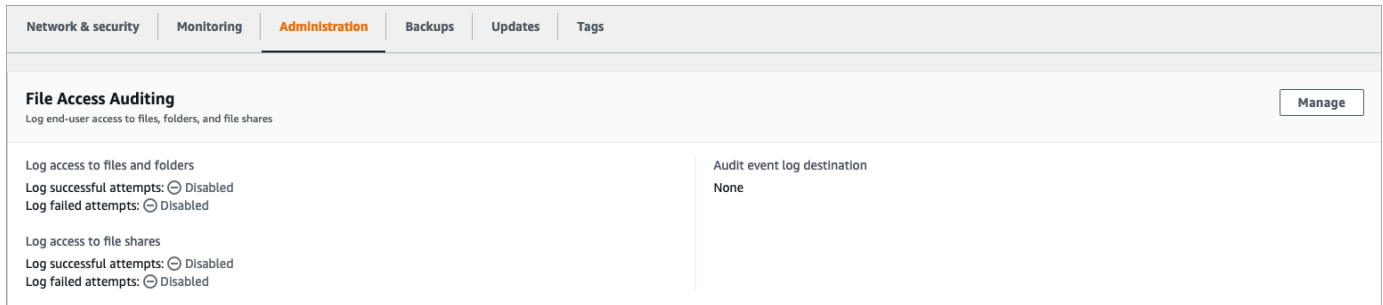 Network & security Monitoring Administration Backups Updates Tags
File Access Auditing
Manage
Log end-user access to files, folders, and file shares
Log access to files and folders
Log successful attempts: Disabled
Log failed attempts: Disabled
Log access to file shares
Log successful attempts: Disabled
Log failed attempts: Disabled
Audit event log destination
None